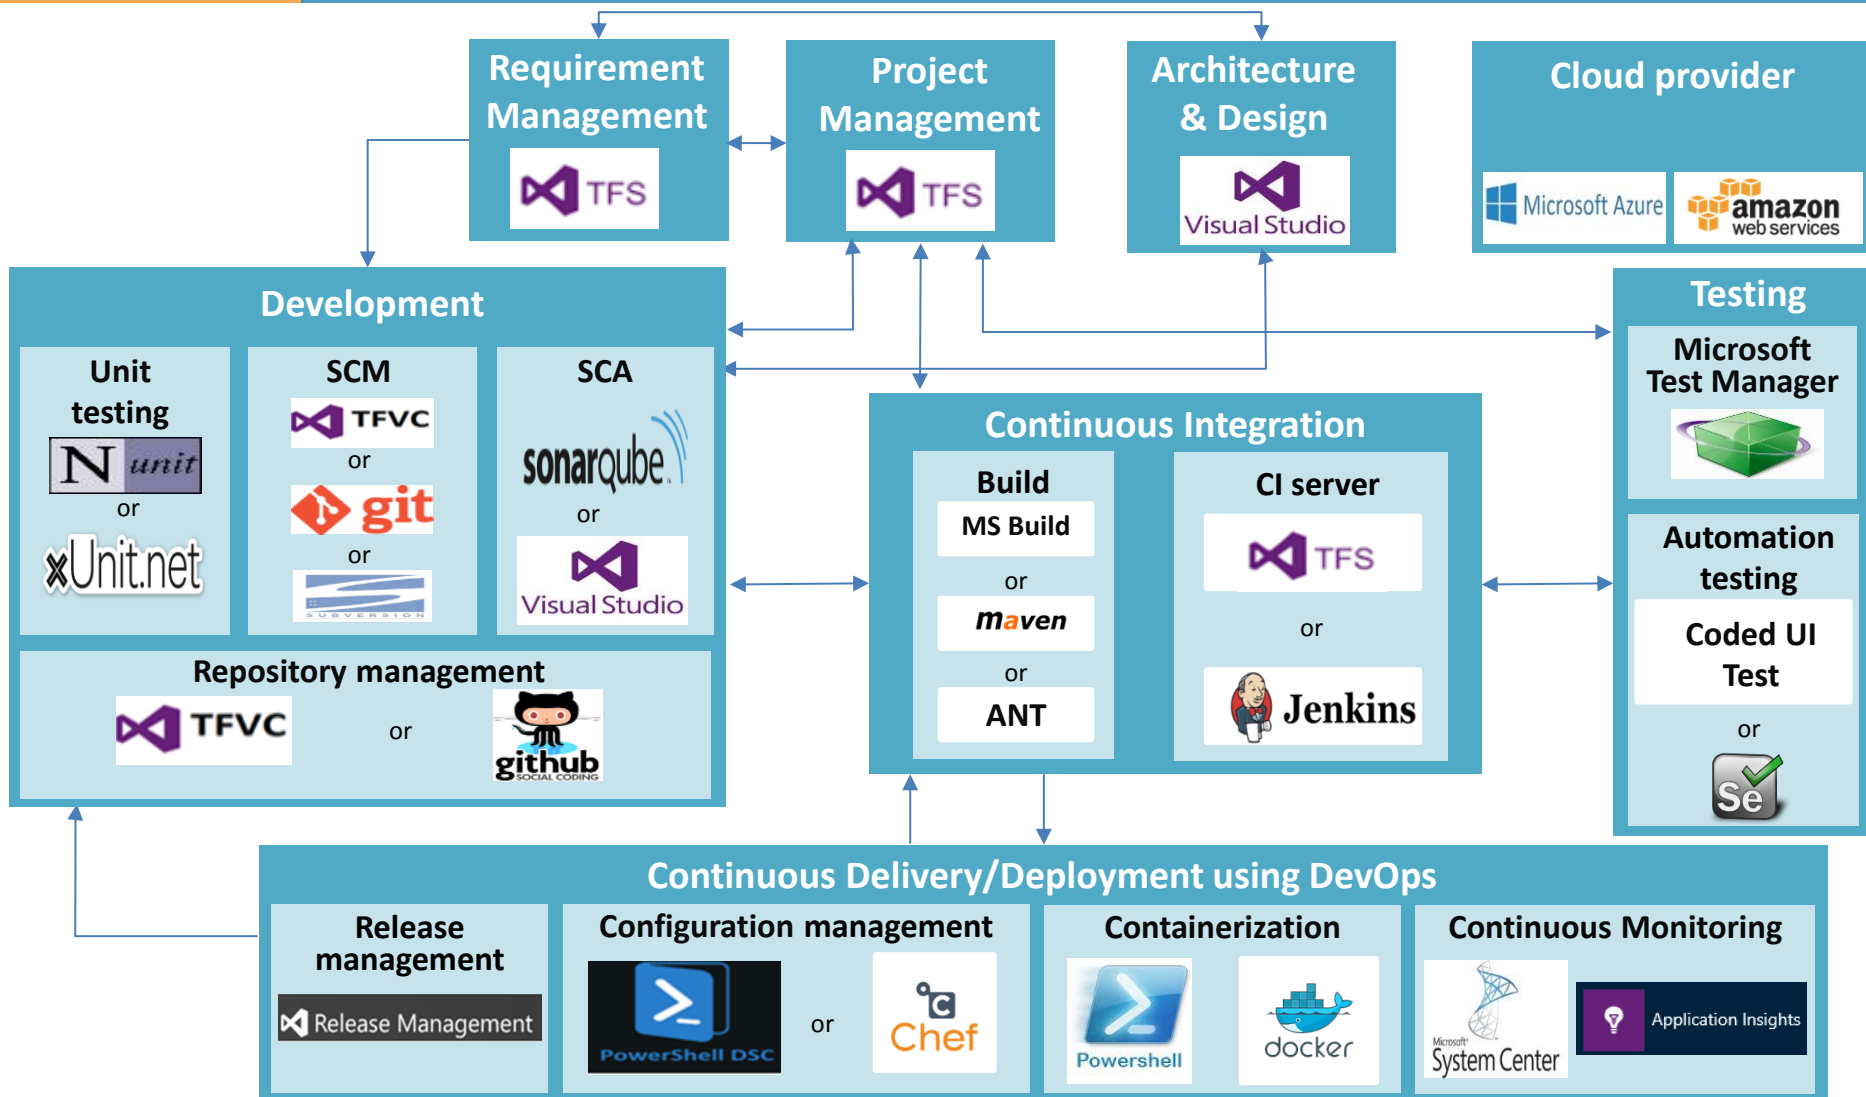 Requirement
Management
TFS
Project
Management
TFS
Architecture
& Design
Visual Studio
Cloud provider
Microsoft Azure
amazon
web services
Development
Unit
testing
N unit
or
xUnit.net
SCM
TFVC
or
git
or
SUBVERSION
SCA
sonarqube
or
Visual Studio
Repository management
TFVC
or
github
SOCIAL CODING
Continuous Integration
Build
MS Build
or
maven
or
ANT
CI server
TFS
or
Jenkins
Testing
Microsoft
Test Manager
Automation
testing
Coded UI
Test
or
Se
Continuous Delivery/Deployment using DevOps
Release
management
Release Management
Configuration management
PowerShell DSC
or
Chef
Containerization
Powershell
docker
Continuous Monitoring
Microsoft
System Center
Application Insights